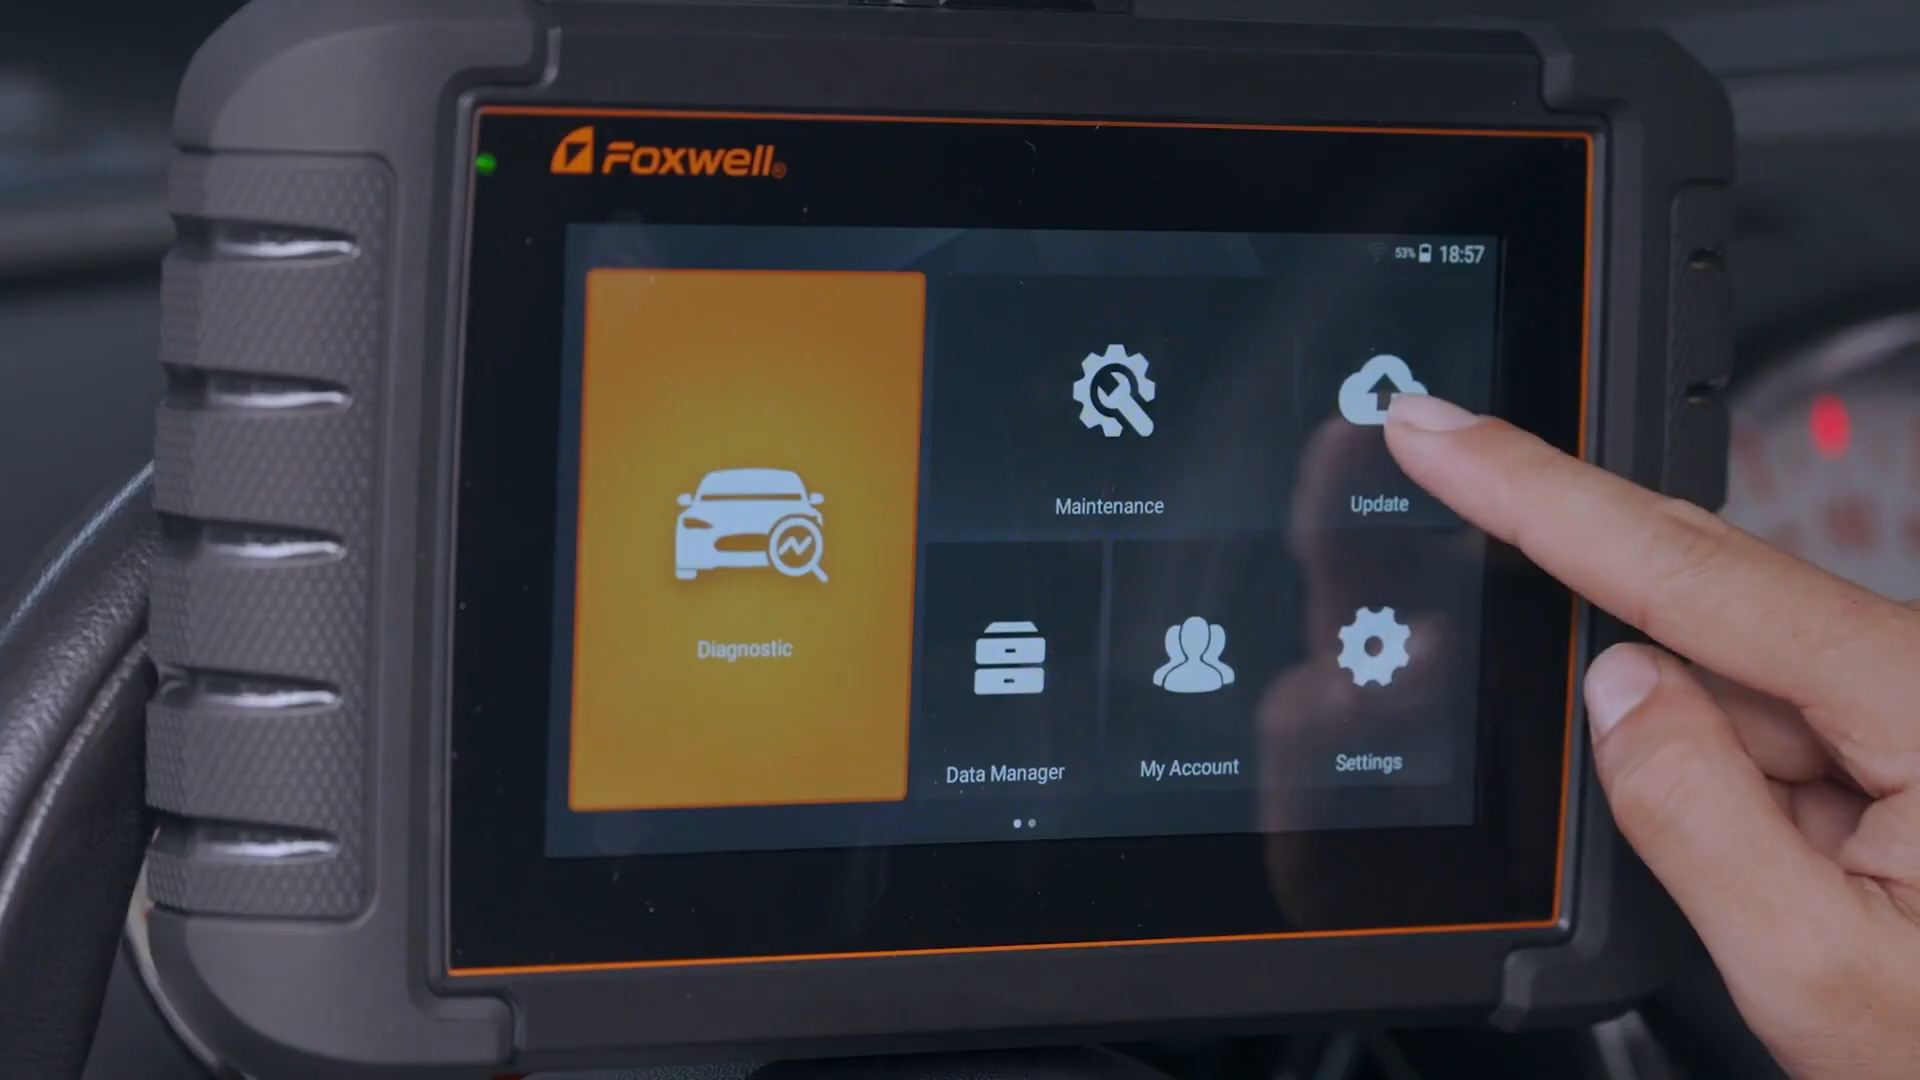 Foxwell®
53% 18:57
Diagnostic
Maintenance
Update
Data Manager
My Account
Settings